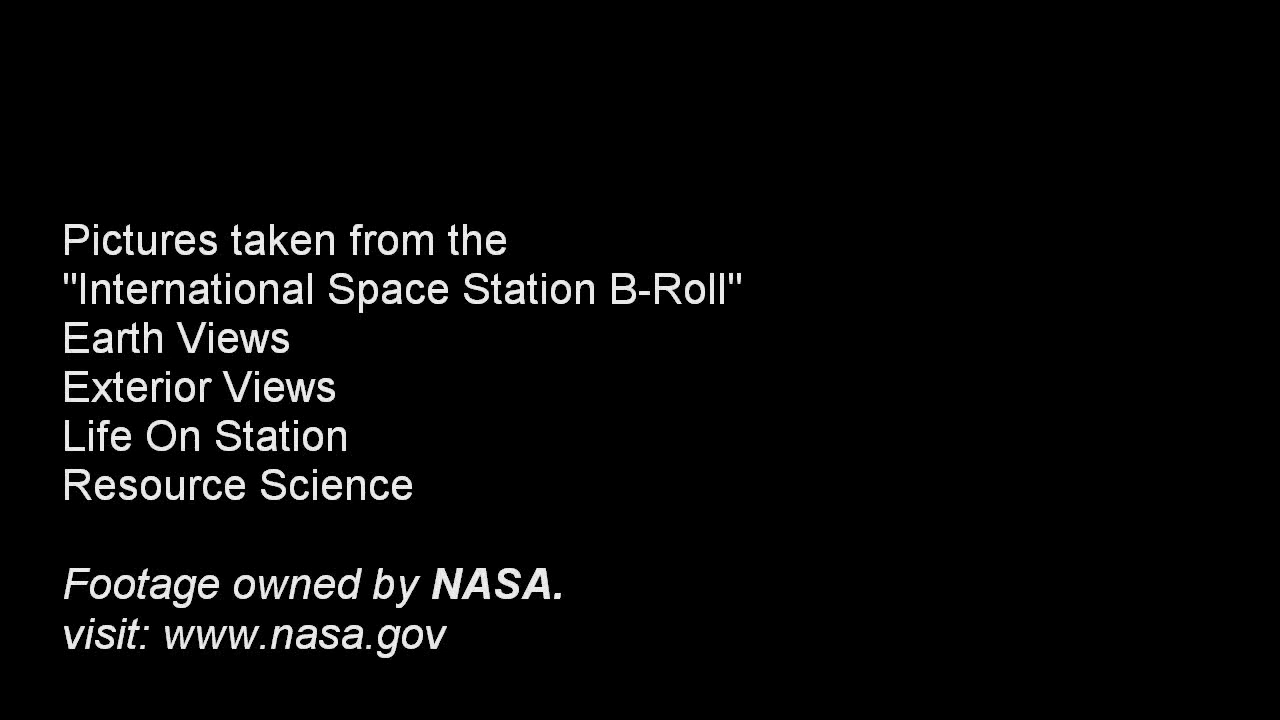 Pictures taken from the
"International Space Station B-Roll"
Earth Views
Exterior Views
Life On Station
Resource Science
Footage owned by NASA.
visit: www.nasa.gov